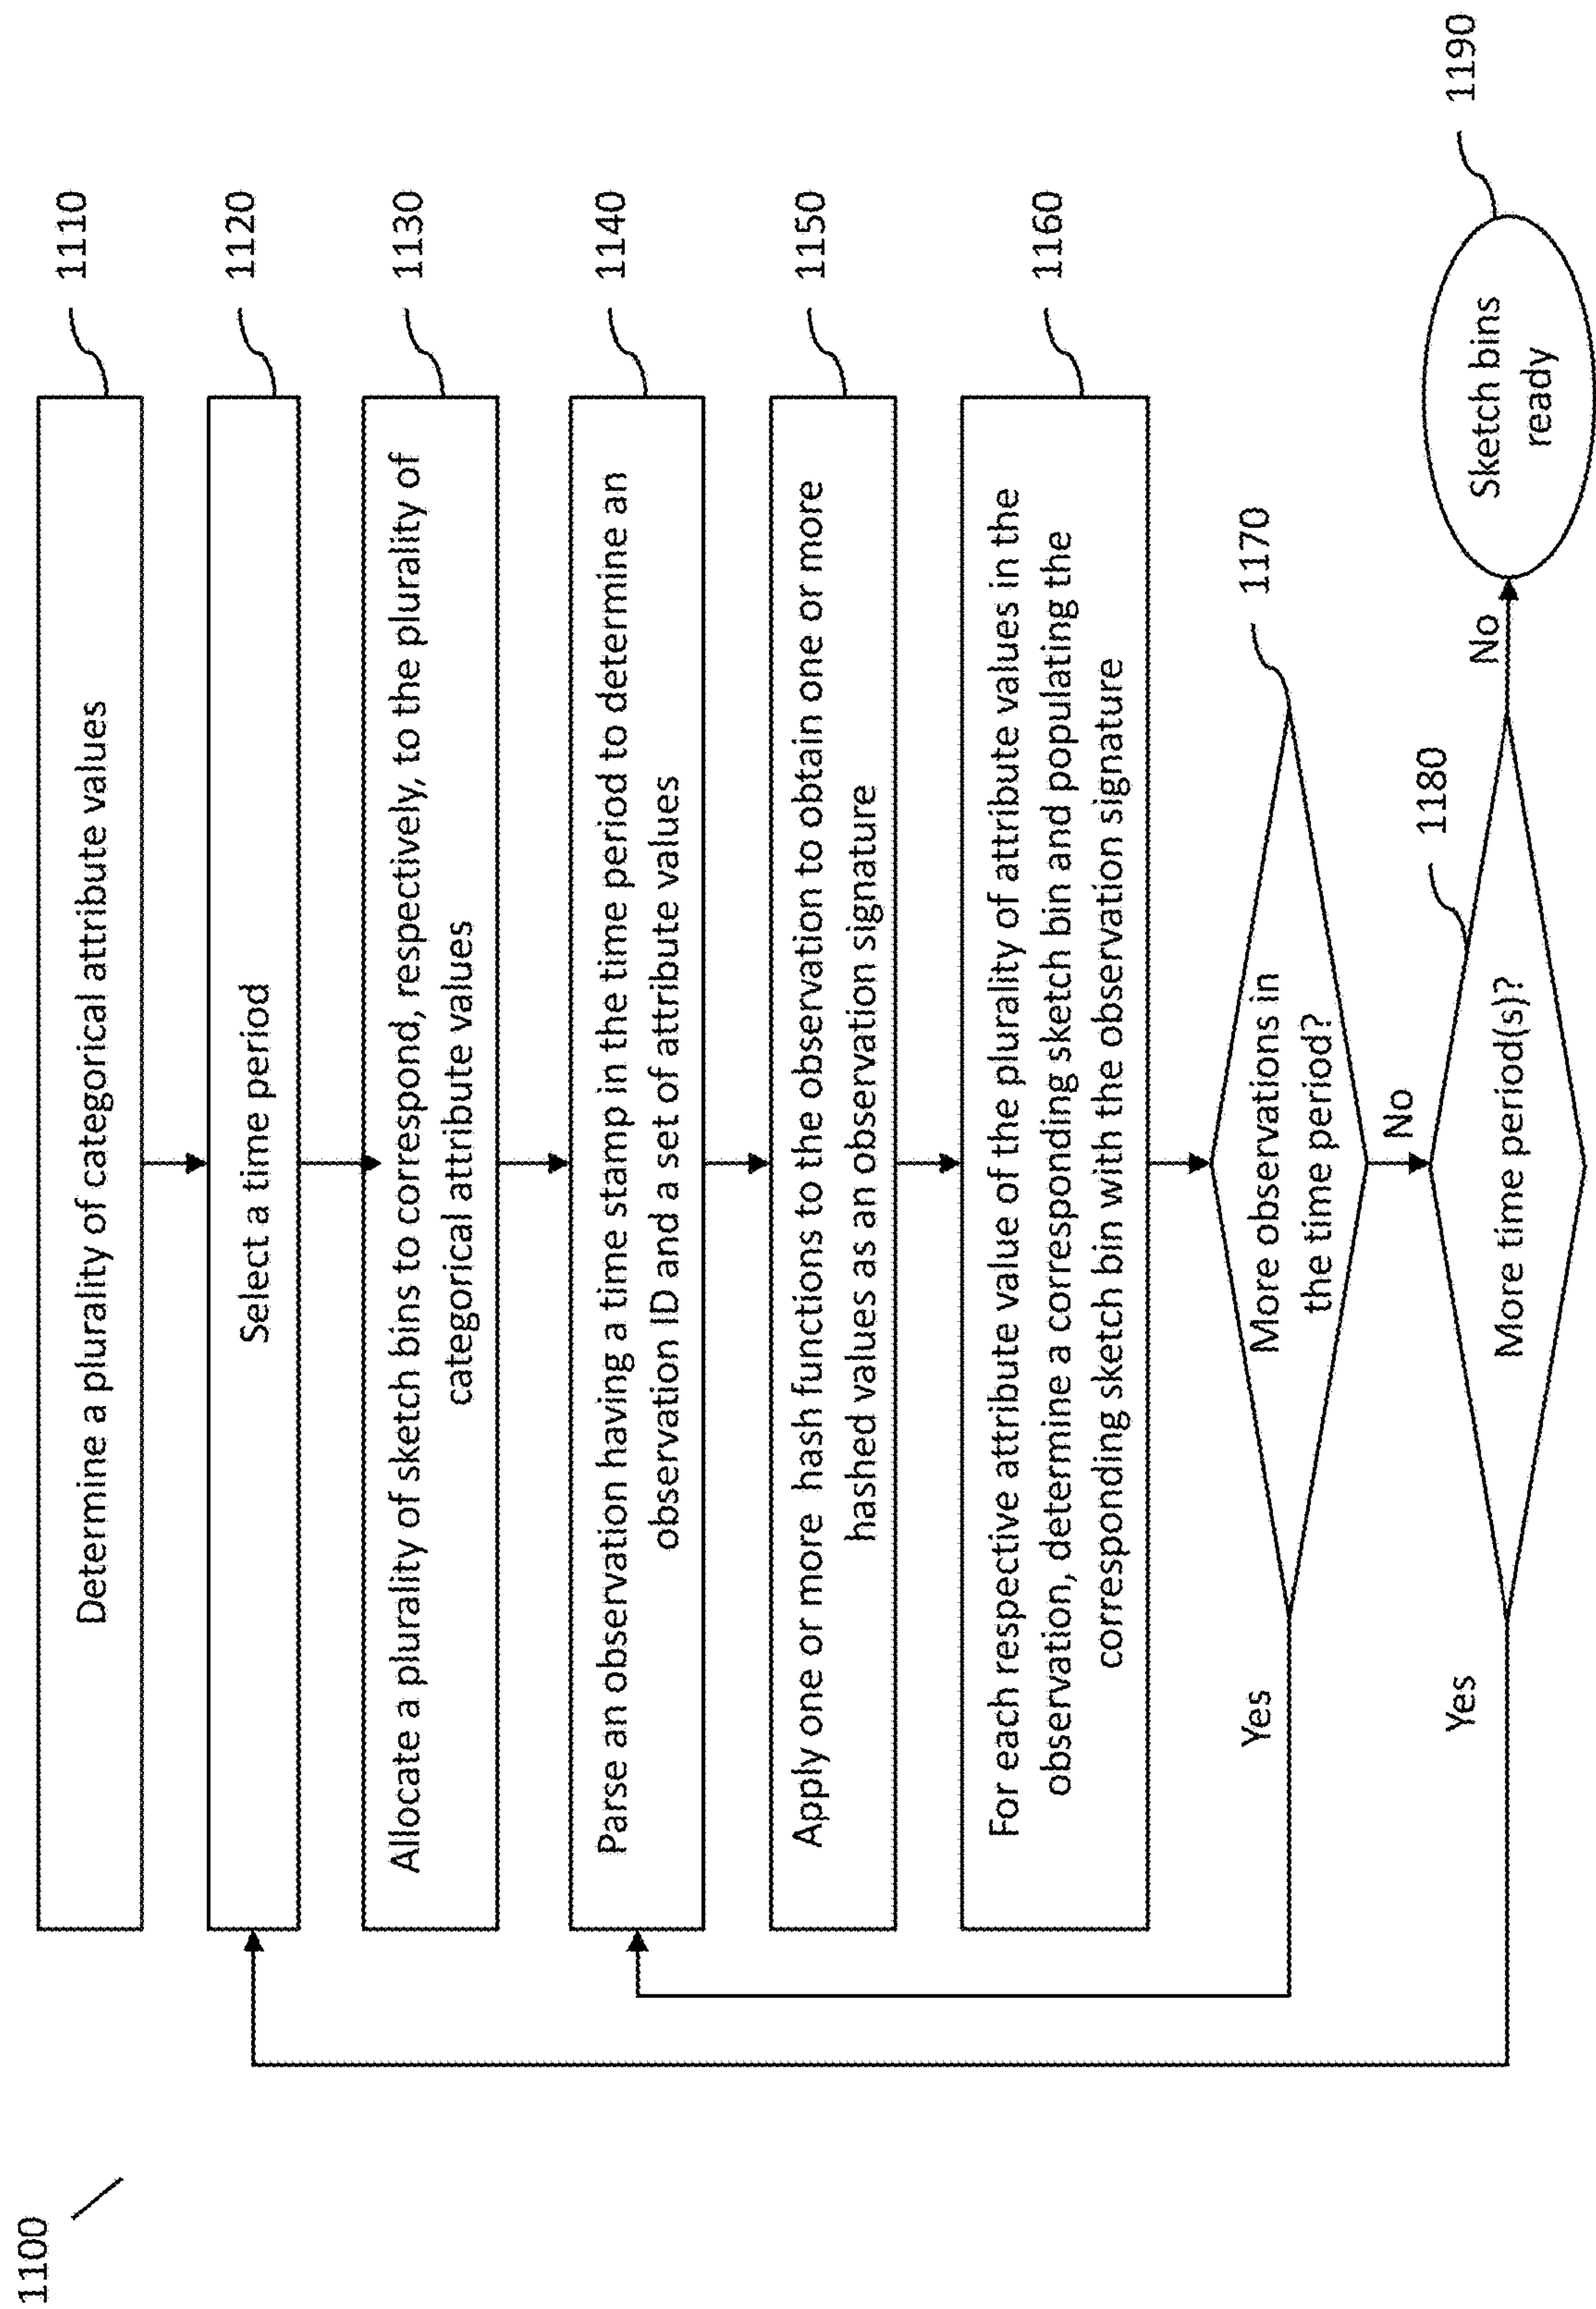 1100
Determine a plurality of categorical attribute values
1110
Select a time period
1120
Allocate a plurality of sketch bins to correspond, respectively, to the plurality of
categorical attribute values
1130
Parse an observation having a time stamp in the time period to determine an
observation ID and a set of attribute values
1140
Apply one or more hash functions to the observation to obtain one or more
hashed values as an observation signature
1150
For each respective attribute value of the plurality of attribute values in the
observation, determine a corresponding sketch bin and populating the
corresponding sketch bin with the observation signature
1160
Yes
More observations in
the time period?
1170
No
Yes
More time period(s)?
1180
No
Sketch bins
ready
1190